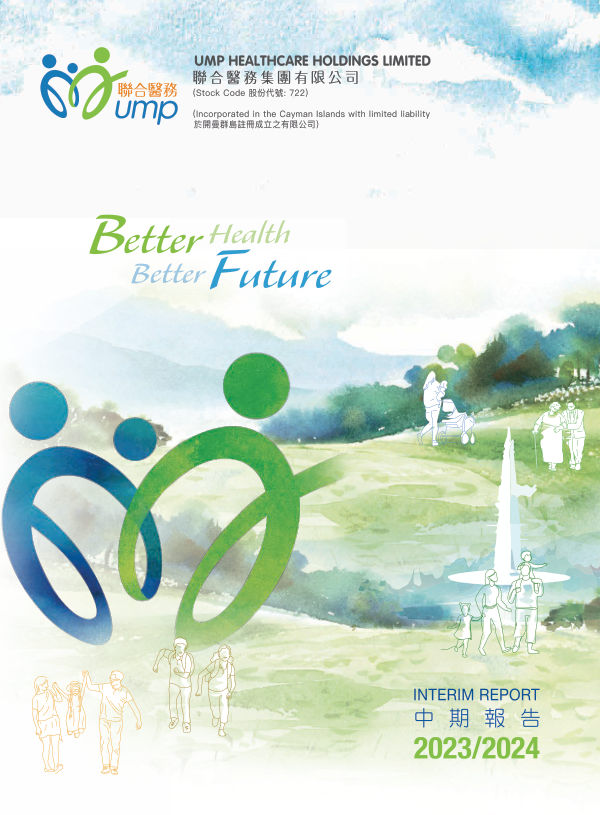 聯合醫務
ump
UMP HEALTHCARE HOLDINGS LIMITED
聯合醫務集團有限公司
(Stock Code 股份代號: 722)
(Incorporated in the Cayman Islands with limited liability
於開曼群島註冊成立之有限公司)
Better Health
Better Future
INTERIM REPORT
中期報告
2023/2024